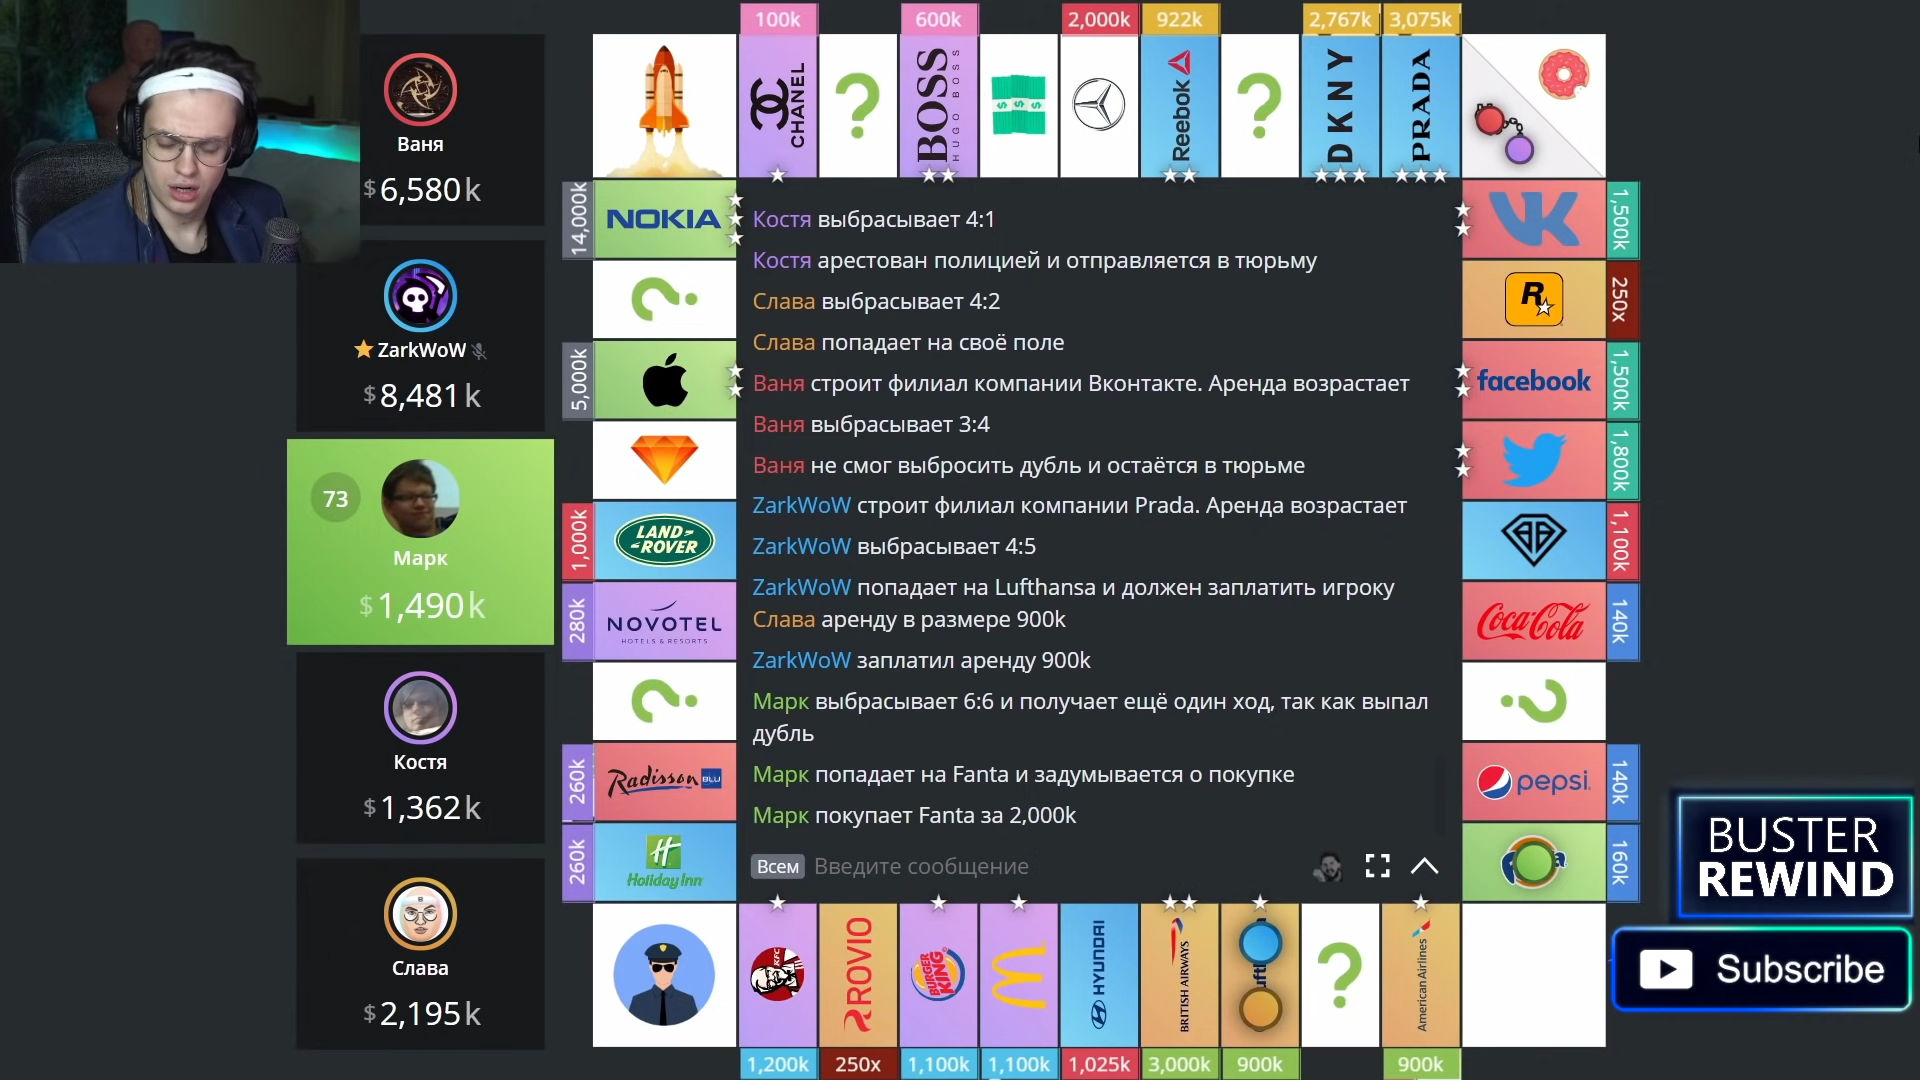 100k
600k
2,000k
922k
2,767k
3,075k
CHANEL
BOSS
HUGO BOSS
Reebok
DKNY
PRADA
Ваня
$6,580k
ZarkWoW
$8,481k
73
Марк
$1,490k
Костя
$1,362k
Слава
$2,195k
14,000k
NOKIA
5,000k
1,000k
LAND-
-ROVER
280k
NOVOTEL
HOTELS & RESORTS
260k
Radisson BLU
260k
Holiday Inn
Костя выбрасывает 4:1
Костя арестован полицией и отправляется в тюрьму
Слава выбрасывает 4:2
Слава попадает на своё поле
Ваня строит филиал компании Вконтакте. Аренда возрастает
Ваня выбрасывает 3:4
Ваня не смог выбросить дубль и остаётся в тюрьме
ZarkWoW строит филиал компании Prada. Аренда возрастает
ZarkWoW выбрасывает 4:5
ZarkWoW попадает на Lufthansa и должен заплатить игроку
Слава аренду в размере 900k
ZarkWoW заплатил аренду 900k
Марк выбрасывает 6:6 и получает ещё один ход, так как выпал
дубль
Марк попадает на Fanta и задумывается о покупке
Марк покупает Fanta за 2,000k
Всем Введите сообщение
VK
1,500k
R
250x
facebook
1,500k
1,800k
1,100k
Coca-Cola
140k
pepsi
140k
160k
KFC
ROVIO
BURGER
KING
HYUNDAI
BRITISH AIRWAYS
uft
American Airlines
1,200k
250x
1,100k
1,100k
1,025k
3,000k
900k
900k
BUSTER
REWIND
Subscribe